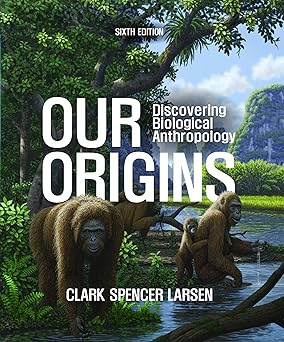 SIXTH EDITION
OUR
Discovering
Biological
Anthropology
ORIGINS
CLARK SPENCER LARSEN